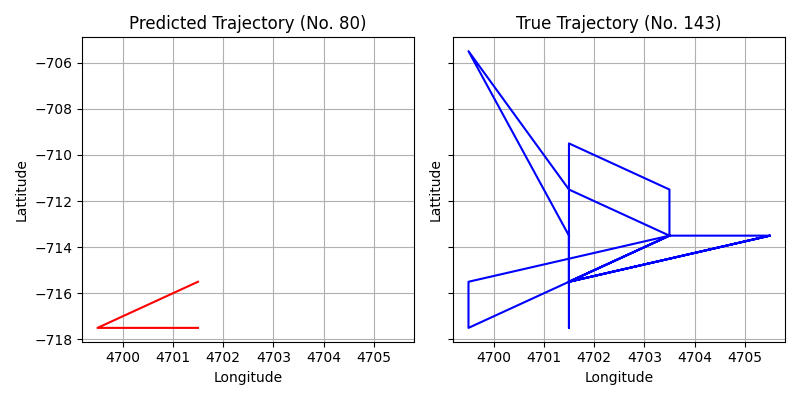 Predicted Trajectory (No. 80)
True Trajectory (No. 143)
−706
−708
−710
−712
−714
−716
−718
Lattitude
Lattitude
4700 4701 4702 4703 4704 4705
4700 4701 4702 4703 4704 4705
Longitude
Longitude